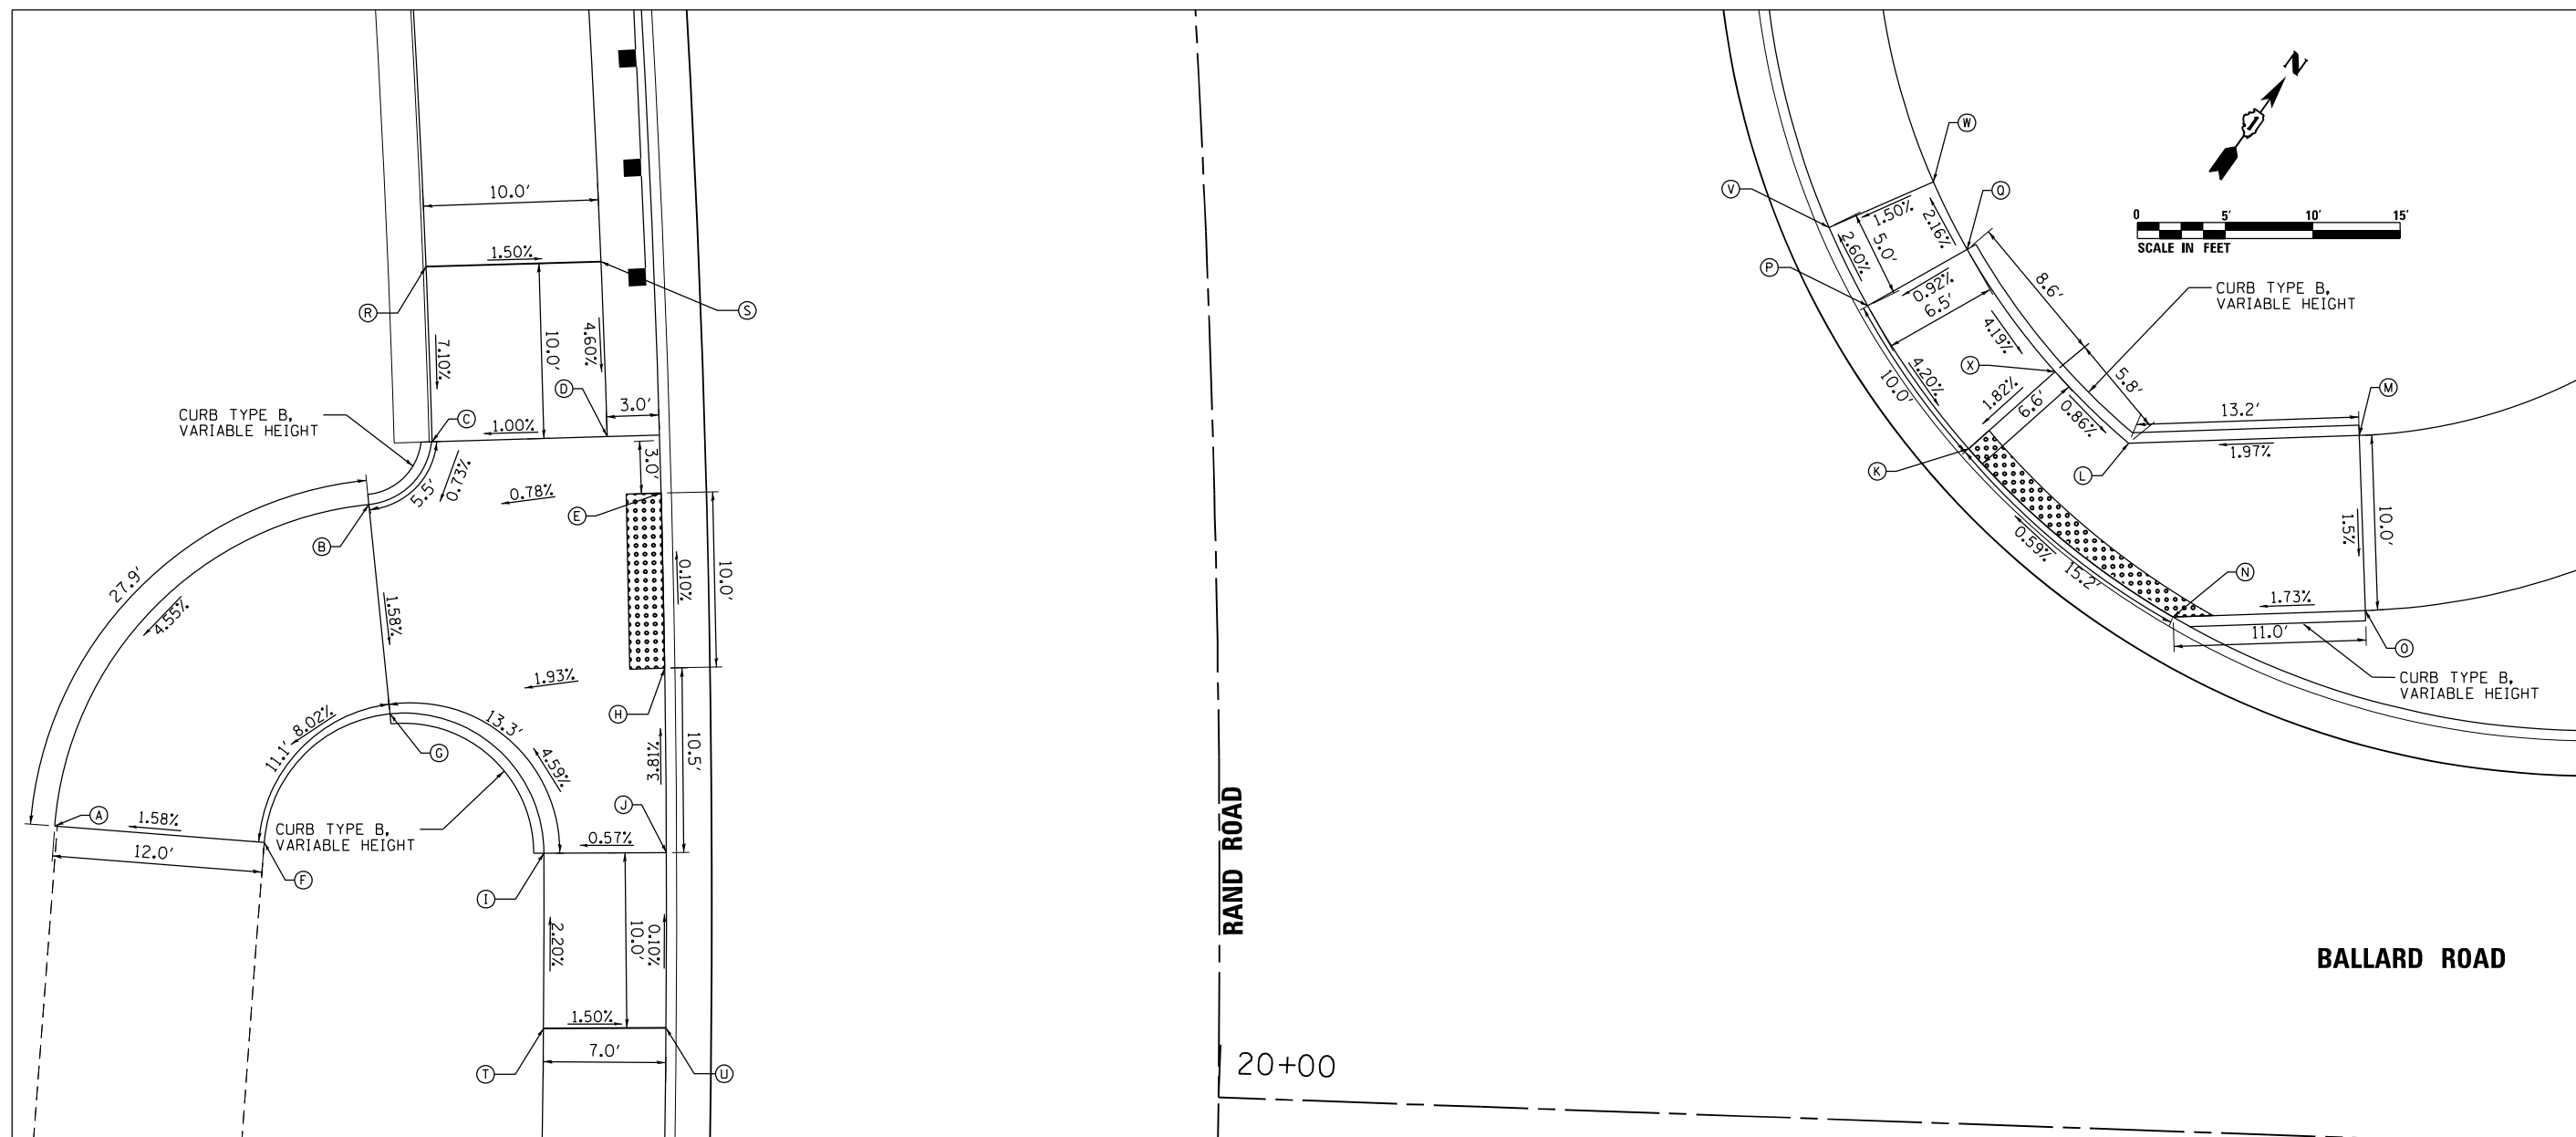 N
0 5' 10' 15'
SCALE IN FEET
W
V
Q
P
1.50%
2.16%
2.60%
5.0'
0.92%
6.5'
8.6'
CURB TYPE B,
VARIABLE HEIGHT
4.19%
4.20%
10.0'
X
1.82%
6.6'
0.86%
5.8'
13.2'
M
1.97%
K
L
1.5%
10.0'
0.59%
15.2'
N
1.73%
11.0'
O
CURB TYPE B,
VARIABLE HEIGHT
10.0'
1.50%
R
S
7.10%
10.0'
4.60%
D
3.0'
CURB TYPE B,
VARIABLE HEIGHT
C
1.00%
3.0'
5.5'
0.73%
0.78%
E
B
27.9'
4.55%
1.58%
0.10%
10.0'
1.93%
H
13.3'
8.02%
11.1'
G
4.59%
3.81%
10.5'
A
1.58%
12.0'
F
CURB TYPE B,
VARIABLE HEIGHT
J
0.57%
I
2.20%
10.0'
0.10%
1.50%
7.0'
T
U
RAND ROAD
20+00
BALLARD ROAD